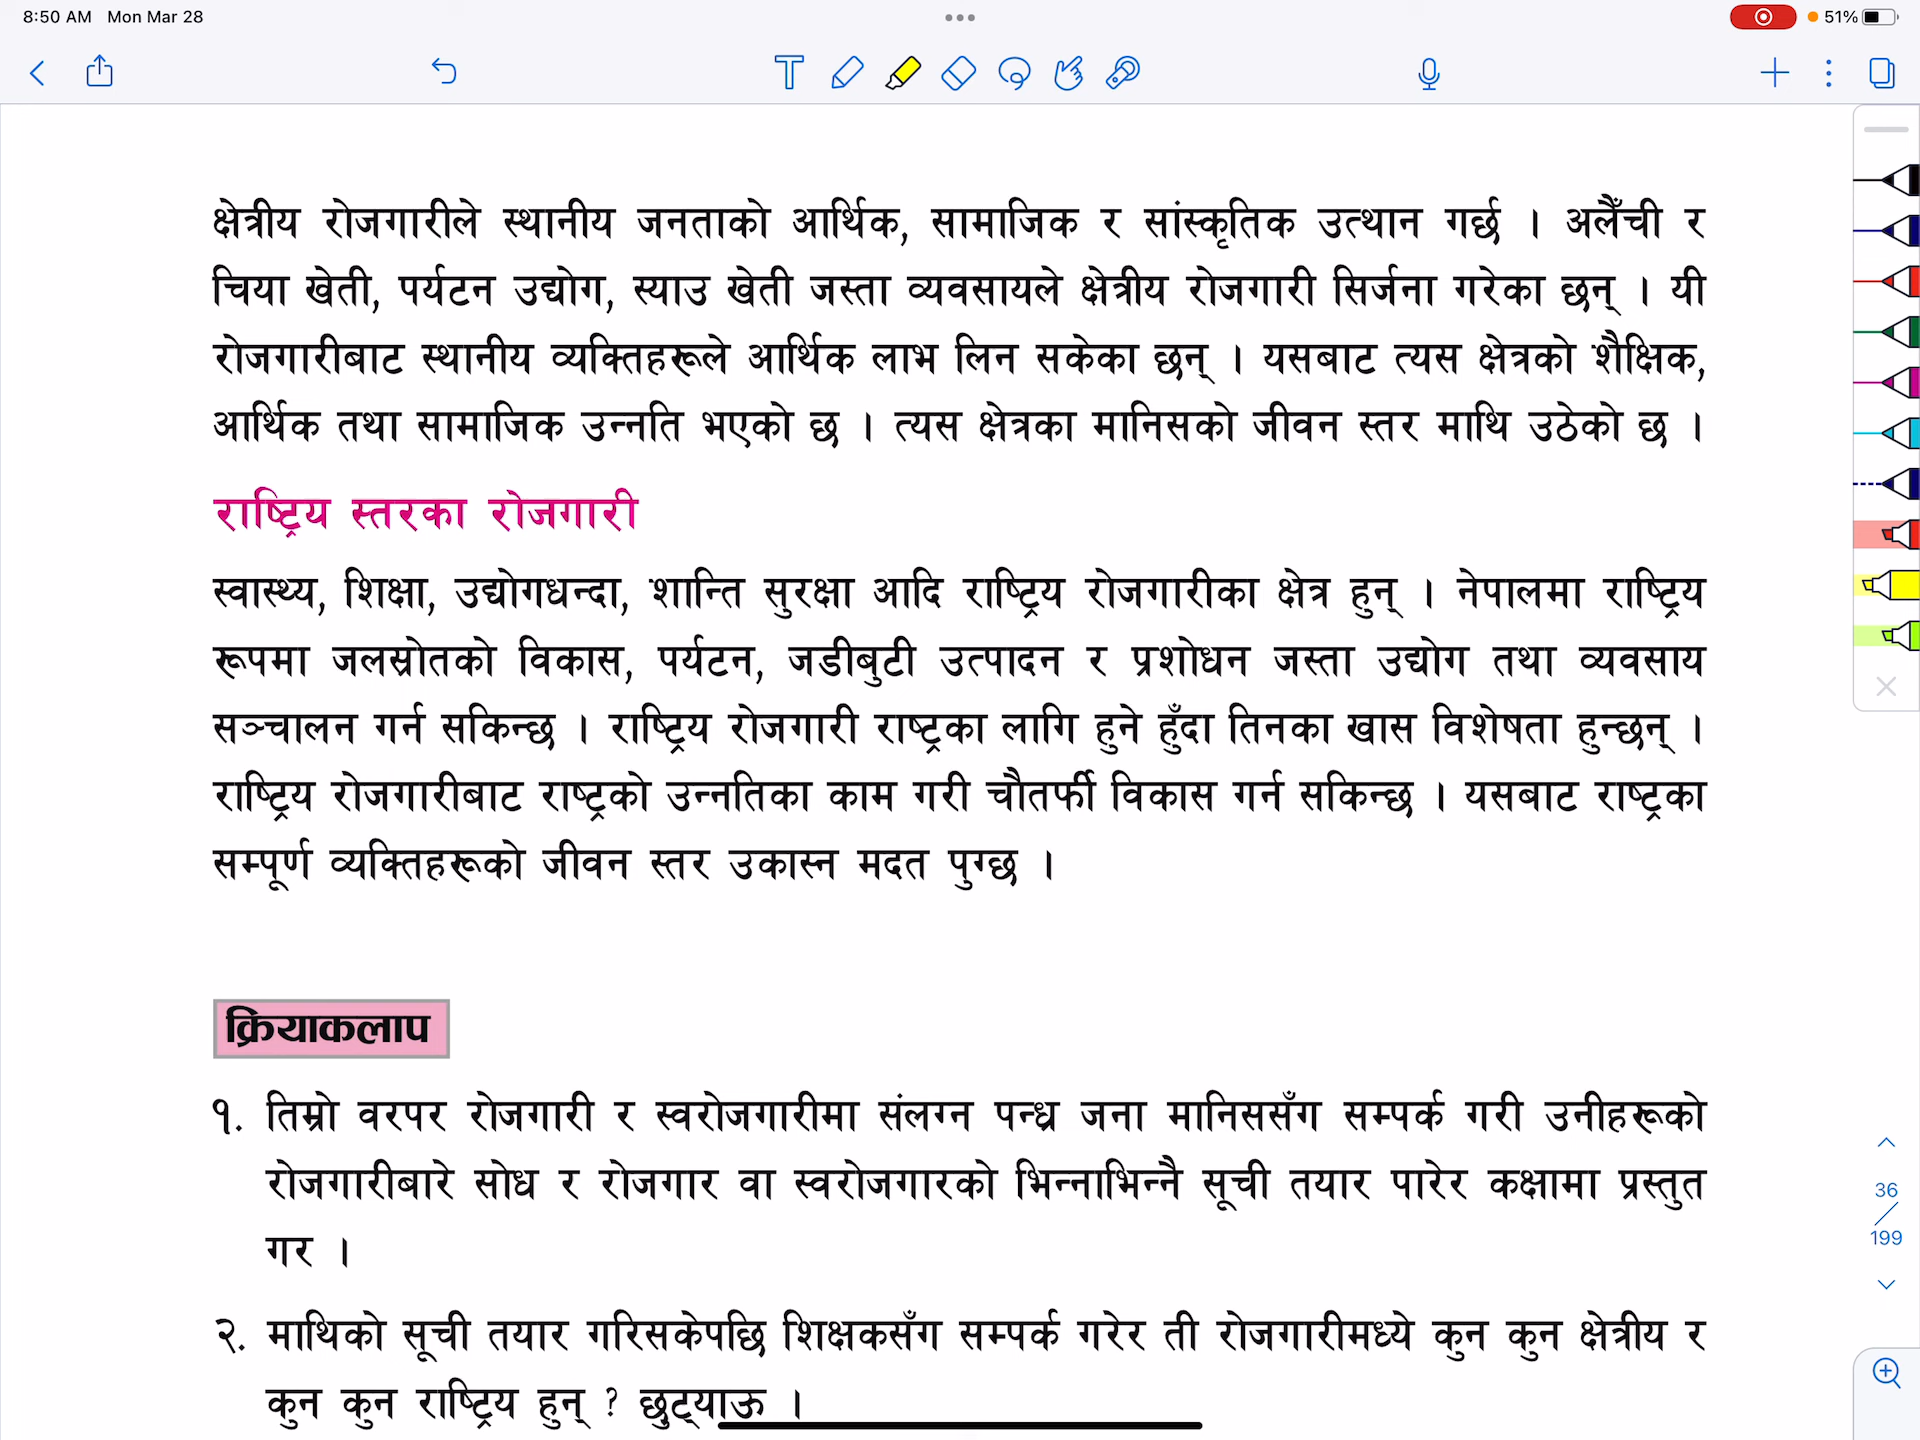 8:50 AM Mon Mar 28
51%
T
क्षेत्रीय रोजगारीले स्थानीय जनताको आर्थिक, सामाजिक र सांस्कृतिक उत्थान गर्छ । अलैँची र
चिया खेती, पर्यटन उद्योग, स्याउ खेती जस्ता व्यवसायले क्षेत्रीय रोजगारी सिर्जना गरेका छन् । यी
रोजगारीबाट स्थानीय व्यक्तिहरूले आर्थिक लाभ लिन सकेका छन् । यसबाट त्यस क्षेत्रको शैक्षिक,
आर्थिक तथा सामाजिक उन्नति भएको छ । त्यस क्षेत्रका मानिसको जीवन स्तर माथि उठेको छ ।
राष्ट्रिय स्तरका रोजगारी
स्वास्थ्य, शिक्षा, उद्योगधन्दा, शान्ति सुरक्षा आदि राष्ट्रिय रोजगारीका क्षेत्र हुन् । नेपालमा राष्ट्रिय
रूपमा जलस्रोतको विकास, पर्यटन, जडीबुटी उत्पादन र प्रशोधन जस्ता उद्योग तथा व्यवसाय
सञ्चालन गर्न सकिन्छ । राष्ट्रिय रोजगारी राष्ट्रका लागि हुने हुँदा तिनका खास विशेषता हुन्छन् ।
राष्ट्रिय रोजगारीबाट राष्ट्रको उन्नतिका काम गरी चौतर्फी विकास गर्न सकिन्छ । यसबाट राष्ट्रका
सम्पूर्ण व्यक्तिहरूको जीवन स्तर उकास्न मदत पुग्छ ।
क्रियाकलाप
१. तिम्रो वरपर रोजगारी र स्वरोजगारीमा संलग्न पन्ध्र जना मानिससँग सम्पर्क गरी उनीहरूको
रोजगारीबारे सोध र रोजगार वा स्वरोजगारको भिन्नाभिन्नै सूची तयार पारेर कक्षामा प्रस्तुत
गर ।
२. माथिको सूची तयार गरिसकेपछि शिक्षकसँग सम्पर्क गरेर ती रोजगारीमध्ये कुन कुन क्षेत्रीय र
कुन कुन राष्ट्रिय हुन् ? छुट्याऊ ।
36
199